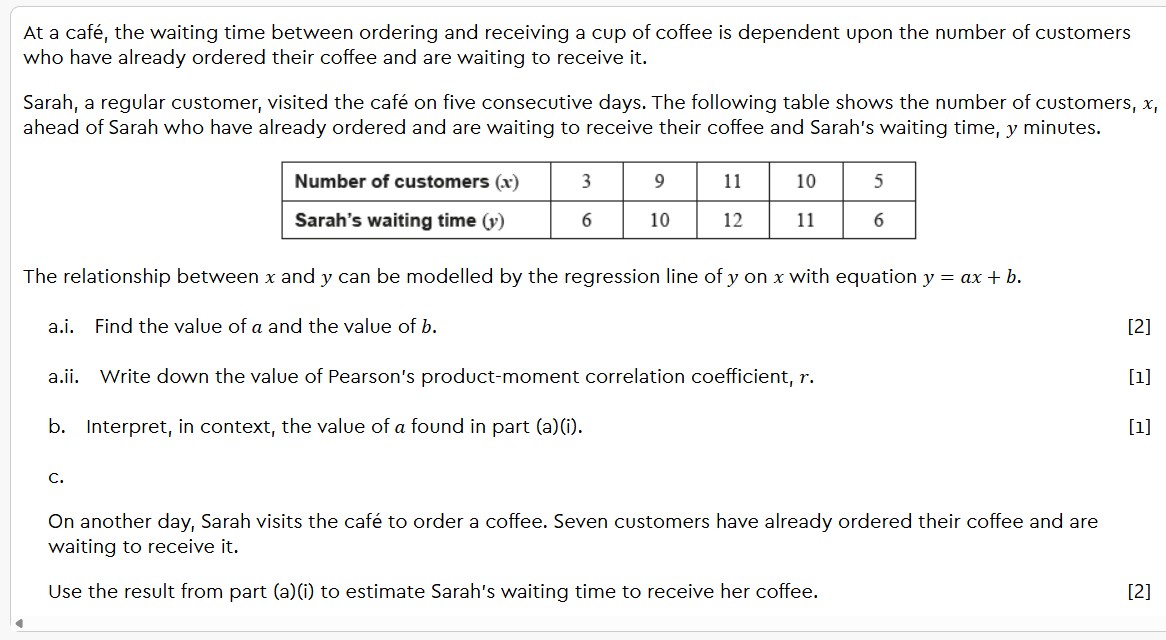 At a café, the waiting time between ordering and receiving a cup of coffee is dependent upon the number of customers
who have already ordered their coffee and are waiting to receive it.
Sarah, a regular customer, visited the café on five consecutive days. The following table shows the number of customers, x,
ahead of Sarah who have already ordered and are waiting to receive their coffee and Sarah's waiting time, y minutes.
Number of customers (x) 3 9 11 10 5
Sarah's waiting time (y) 6 10 12 11 6
The relationship between x and y can be modelled by the regression line of y on x with equation y = ax + b.
a.i. Find the value of a and the value of b. [2]
a.ii. Write down the value of Pearson's product-moment correlation coefficient, r. [1]
b. Interpret, in context, the value of a found in part (a)(i). [1]
c.
On another day, Sarah visits the café to order a coffee. Seven customers have already ordered their coffee and are
waiting to receive it.
Use the result from part (a)(i) to estimate Sarah's waiting time to receive her coffee. [2]